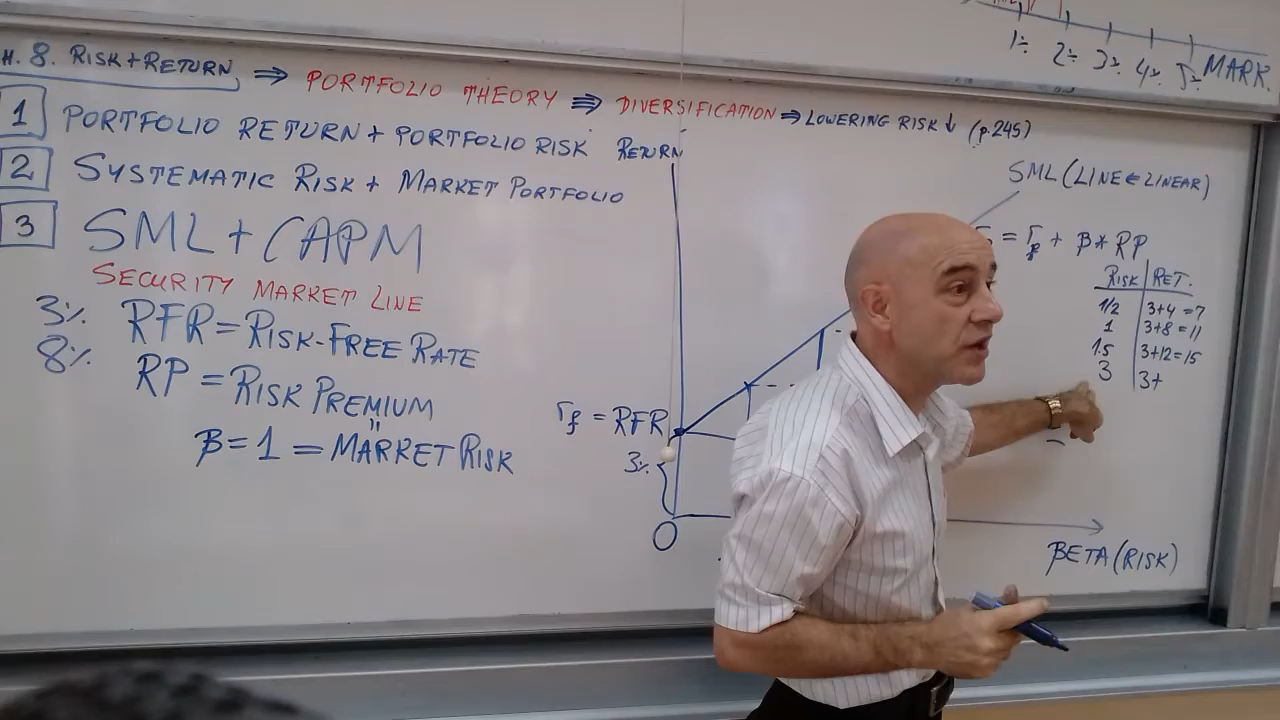 H. 8. RISK+RETURN ⇒ PORTFOLIO THEORY ⇒ DIVERSIFICATION ⇒ LOWERING RISK ↓ (p.245)
1 PORTFOLIO RETURN + PORTFOLIO RISK
2 SYSTEMATIC RISK + MARKET PORTFOLIO
3 SML + CAPM
SECURITY MARKET LINE
3% RFR = RISK-FREE RATE
8% RP = RISK PREMIUM
"
β = 1 = MARKET RISK
RETURN
rf = RFR
3%
0
BETA (RISK)
SML (LINE ∈ LINEAR)
= rf + β * RP
RISK RET.
1/2 3+4 = 7
1 3+8 = 11
1.5 3+12 = 15
3 3+
1% 2% 3% 4% 5% MARK.